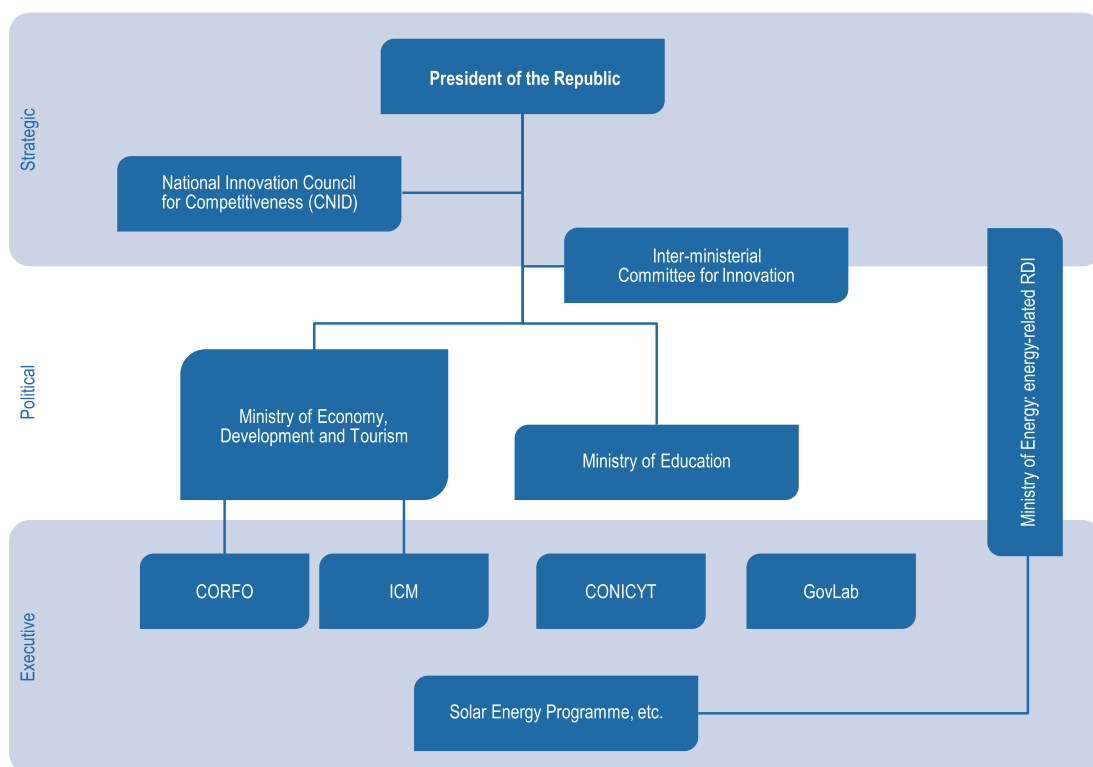 Strategic
President of the Republic
National Innovation Council
for Competitiveness (CNID)
Inter-ministerial
Committee for Innovation
Ministry of Energy: energy-related RDI
Political
Ministry of Economy,
Development and Tourism
Ministry of Education
Executive
CORFO
ICM
CONICYT
GovLab
Solar Energy Programme, etc.